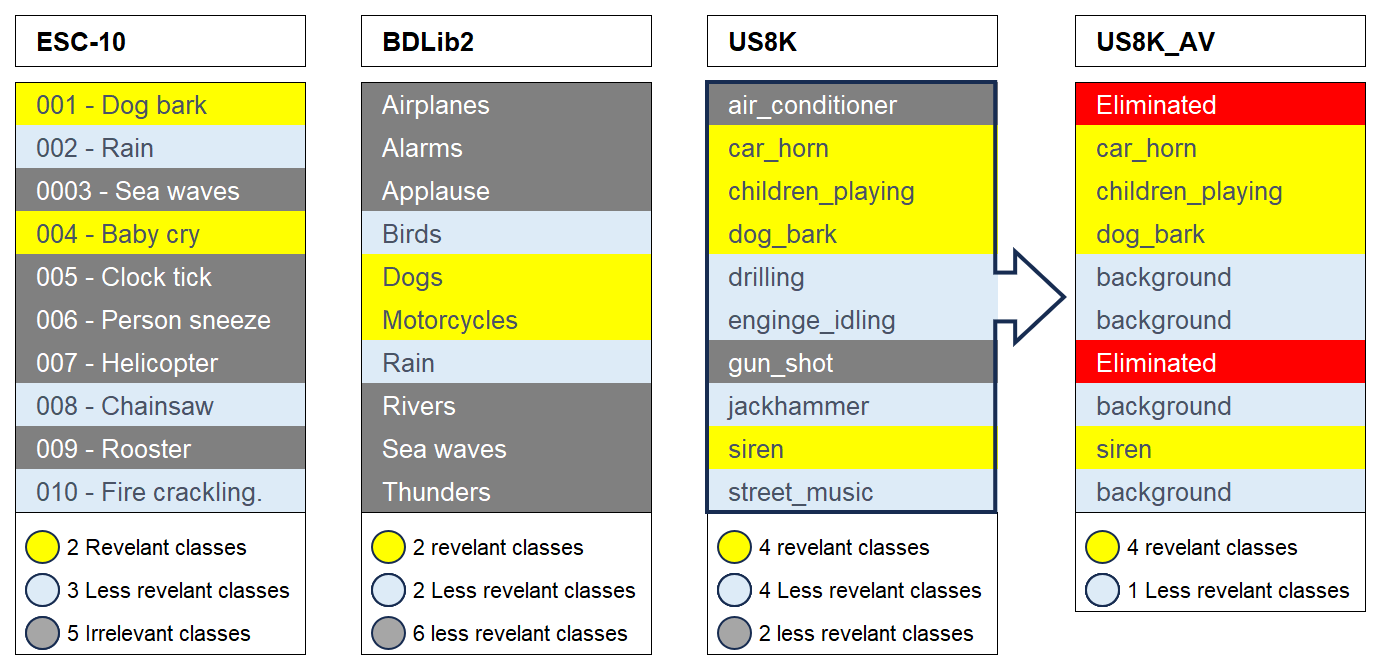 ESC-10
001 - Dog bark
002 - Rain
0003 - Sea waves
004 - Baby cry
005 - Clock tick
006 - Person sneeze
007 - Helicopter
008 - Chainsaw
009 - Rooster
010 - Fire crackling.
2 Revelant classes
3 Less revelant classes
5 Irrelevant classes
BDLib2
Airplanes
Alarms
Applause
Birds
Dogs
Motorcycles
Rain
Rivers
Sea waves
Thunders
2 revelant classes
2 Less revelant classes
6 less revelant classes
US8K
air_conditioner
car_horn
children_playing
dog_bark
drilling
enginge_idling
gun_shot
jackhammer
siren
street_music
4 revelant classes
4 Less revelant classes
2 less revelant classes
US8K_AV
Eliminated
car_horn
children_playing
dog_bark
background
background
Eliminated
background
siren
background
4 revelant classes
1 Less revelant classes